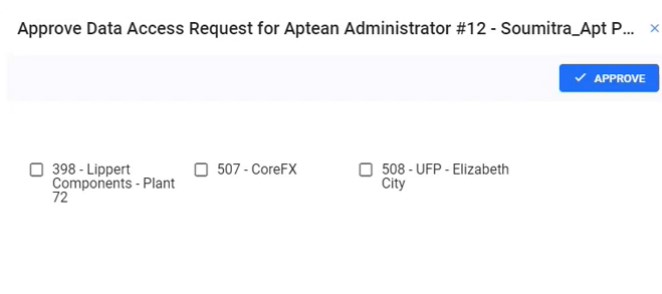 Approve Data Access Request for Aptean Administrator #12 - Soumitra_Apt P...
APPROVE
398 - Lippert
Components - Plant
72
507 - CoreFX
508 - UFP - Elizabeth
City